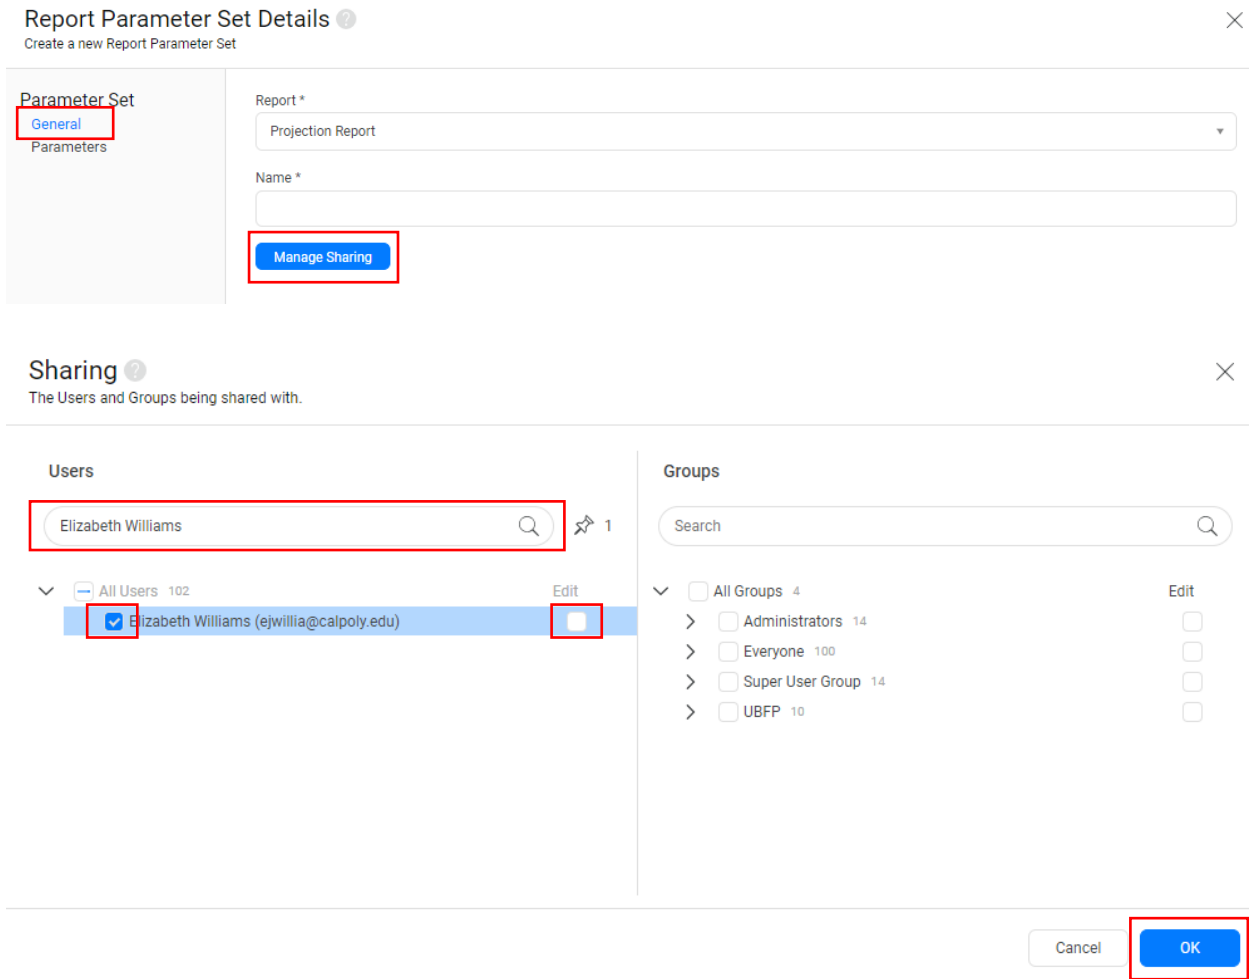 Report Parameter Set Details ?
Create a new Report Parameter Set
Parameter Set
General
Parameters
Report *
Projection Report
Name *
Manage Sharing
Sharing ?
The Users and Groups being shared with.
Users
Elizabeth Williams
1
All Users 102 Edit
Elizabeth Williams (ejwillia@calpoly.edu)
Groups
Search
All Groups 4 Edit
Administrators 14
Everyone 100
Super User Group 14
UBFP 10
Cancel
OK